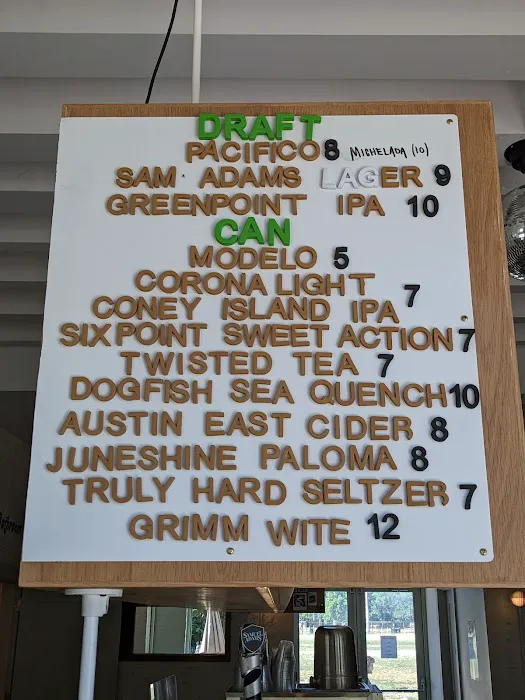 DRAFT
PACIFICO 8 MICHELADA (10)
SAM ADAMS LAGER 9
GREENPOINT IPA 10
CAN
MODELO 5
CORONA LIGHT
CONEY ISLAND IPA 7
SIXPOINT SWEET ACTION 7
TWISTED TEA 7
DOGFISH SEA QUENCH 10
AUSTIN EAST CIDER 8
JUNESHINE PALOMA 8
TRULY HARD SELTZER 7
GRIMM WITE 12
SAMUEL ADAMS